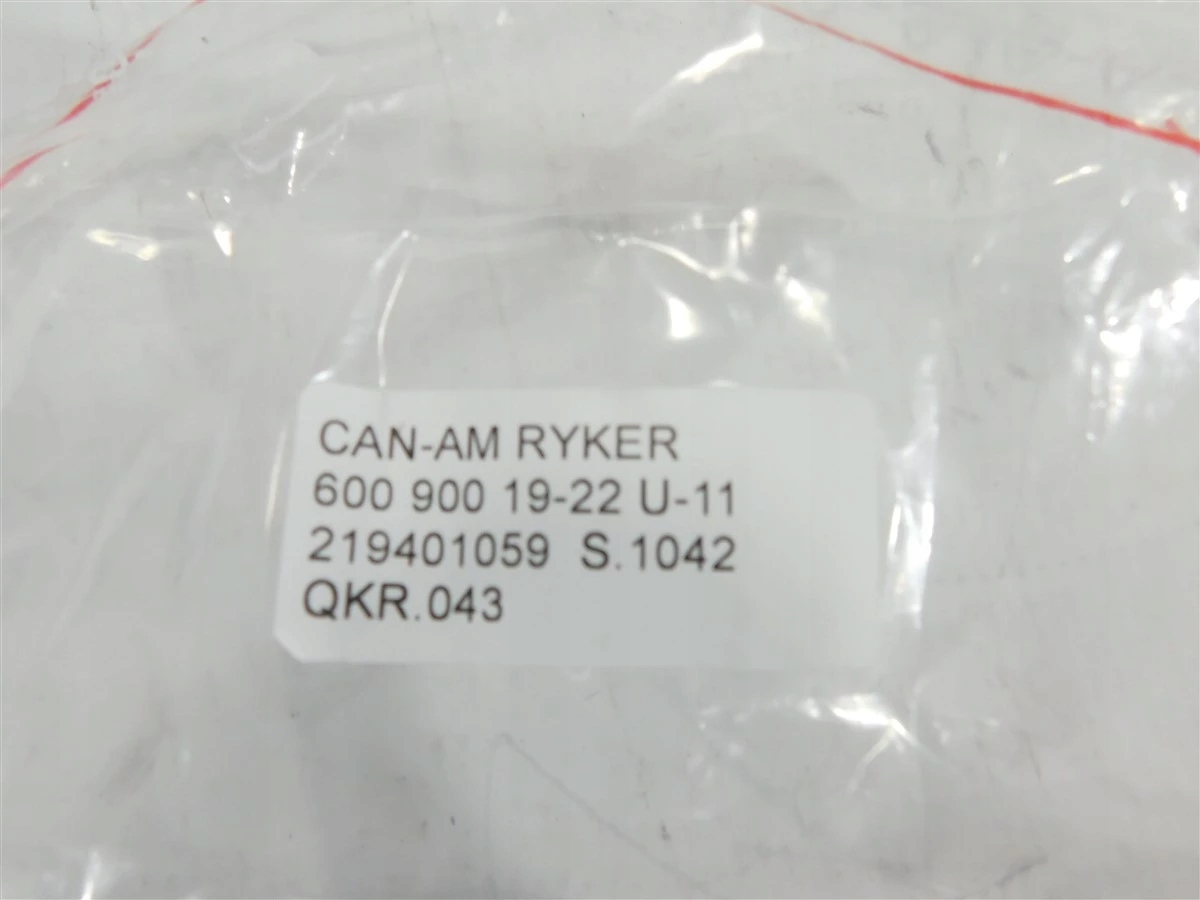 CAN-AM RYKER
600 900 19-22 U-11
219401059 S.1042
QKR.043